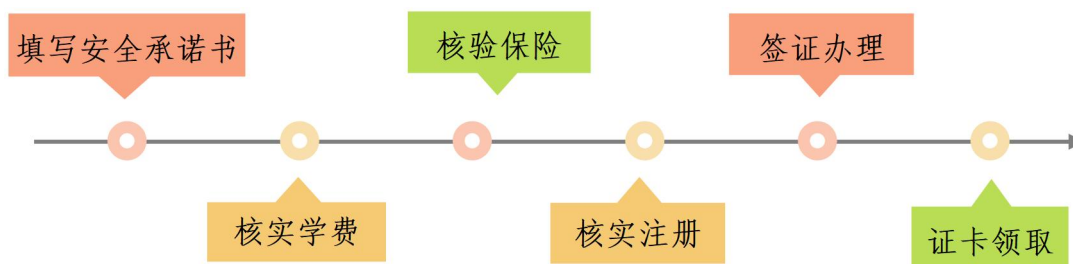 填写安全承诺书
核实学费
核验保险
核实注册
签证办理
证卡领取